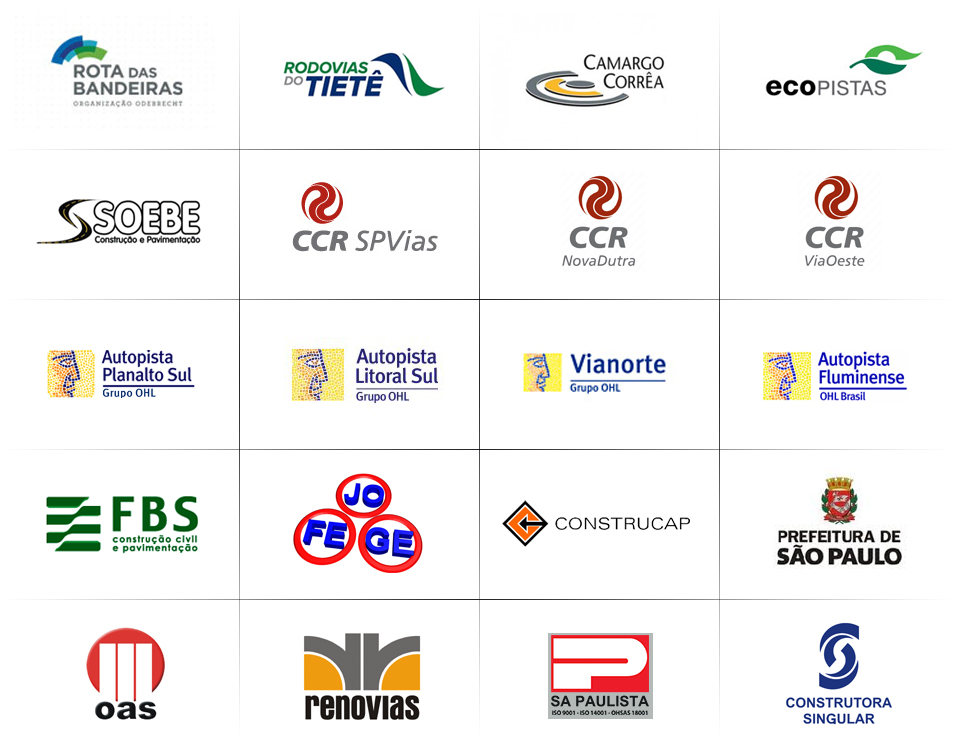 ROTA DAS
BANDEIRAS
ORGANIZAÇÃO ODEBRECHT
RODOVIAS
DO TIETÊ
CAMARGO
CORRÊA
ecoPISTAS
SOEBE
Construção e Pavimentação
CCR SPVias
CCR
NovaDutra
CCR
ViaOeste
Autopista
Planalto Sul
Grupo OHL
Autopista
Litoral Sul
Grupo OHL
Vianorte
Grupo OHL
Autopista
Fluminense
OHL Brasil
FBS
construção civil
e pavimentação
JO
FE GE
CONSTRUCAP
PREFEITURA DE
SÃO PAULO
oas
renovias
SA PAULISTA
ISO 9001 - ISO 14001 - OHSAS 18001
CONSTRUTORA
SINGULAR